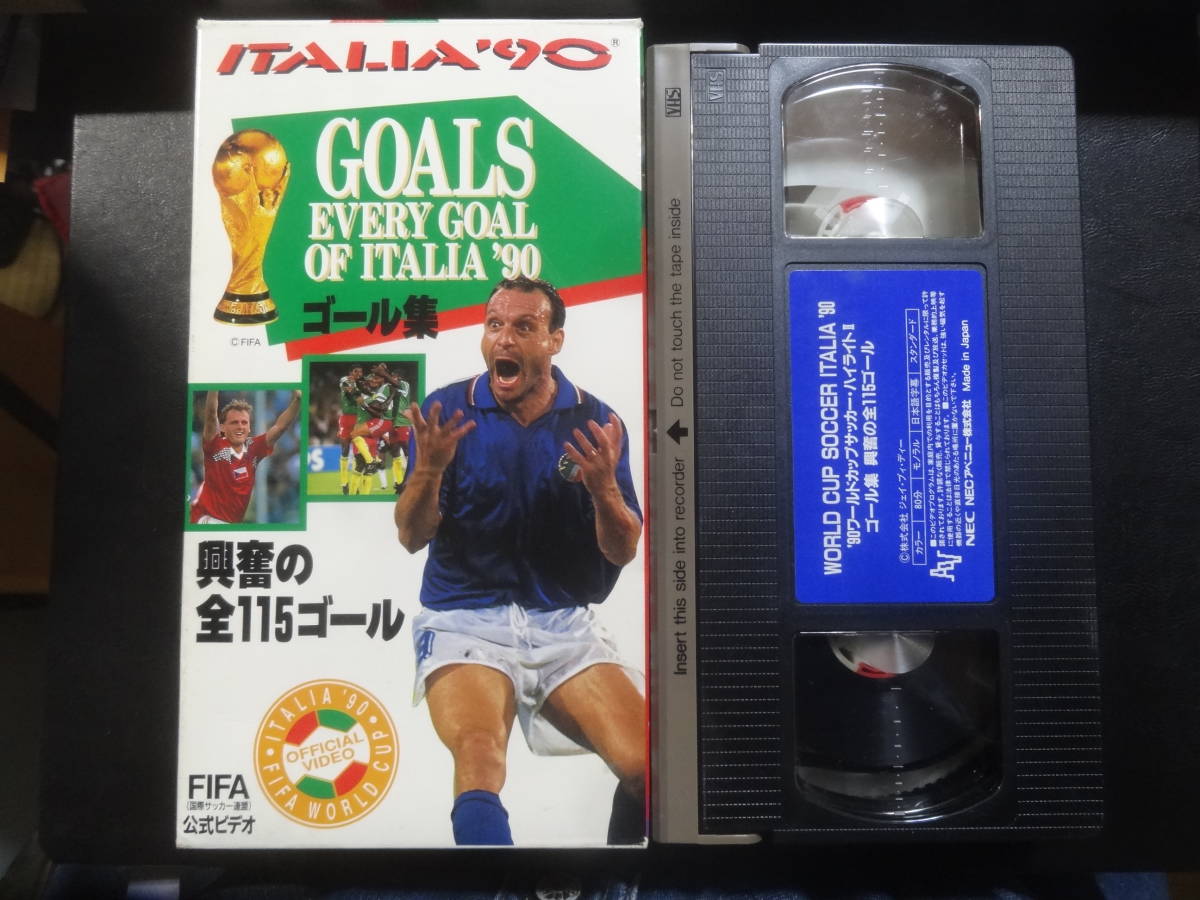 ITALIA'90®
GOALS
EVERY GOAL
OF ITALIA '90
ゴール集
©FIFA
興奮の
全115ゴール
ITALIA '90
OFFICIAL
VIDEO
FIFA WORLD CUP
FIFA
(国際サッカー連盟)
公式ビデオ
VHS
Do not touch the tape inside
Insert this side into recorder
VHS
WORLD CUP SOCCER ITALIA '90
'90ワールドカップサッカー・ハイライトⅡ
ゴール集 興奮の全115ゴール
©株式会社 ジェイ・ブイ・ディー
カラー 80分 モノラル 日本語字幕 スタンダード
NEC NECアベニュー株式会社 Made in Japan